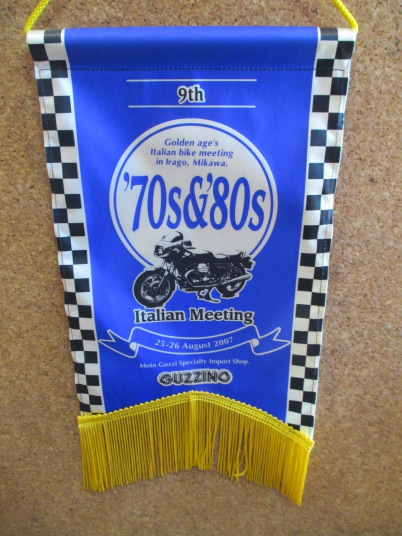 9th
Golden age's
Italian bike meeting
in Irago, Mikawa.
'70s&'80s
Italian Meeting
25-26 August 2007
Moto Guzzi Specialty Import Shop.
GUZZINO